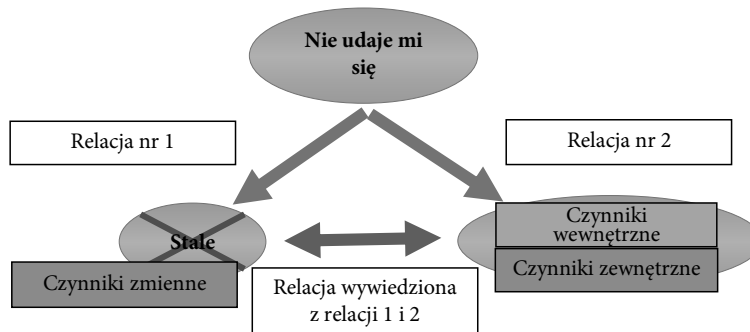 Nie udaje mi
się
Relacja nr 1
Relacja nr 2
Stale
Czynniki
wewnętrzne
Czynniki zmienne
Relacja wywiedziona
z relacji 1 i 2
Czynniki zewnętrzne